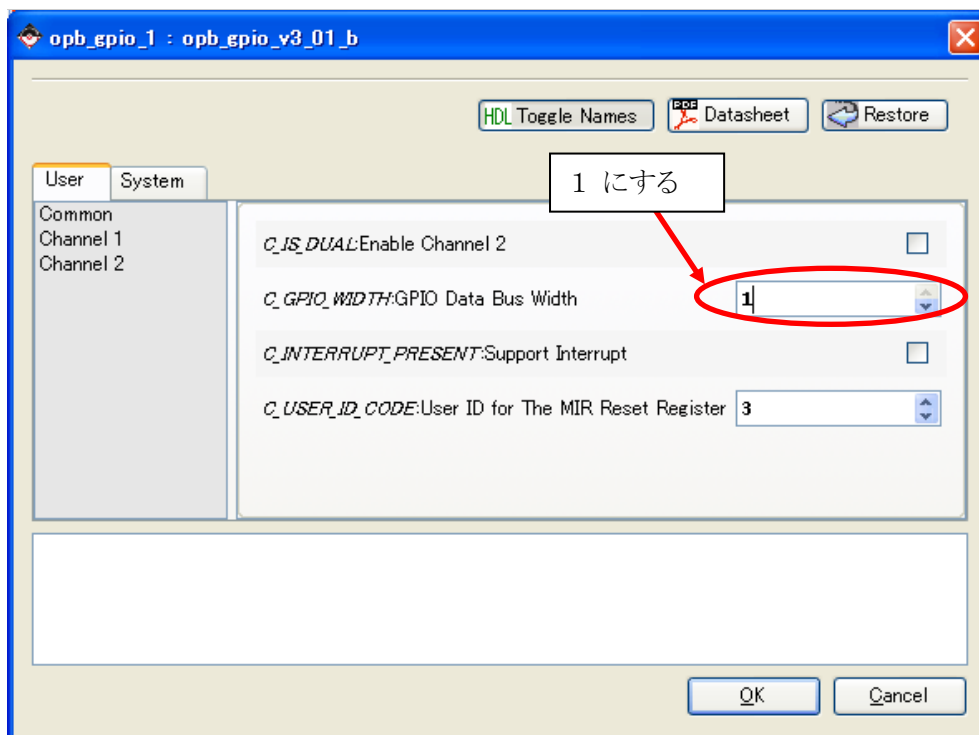 opb_gpio_1 : opb_gpio_v3_01_b
HDL Toggle Names
PDF Datasheet
Restore
User
System
1 にする
Common
Channel 1
Channel 2
C_IS_DUAL:Enable Channel 2
C_GPIO_WIDTH:GPIO Data Bus Width
1
C_INTERRUPT_PRESENT:Support Interrupt
C_USER_ID_CODE:User ID for The MIR Reset Register
3
OK
Cancel